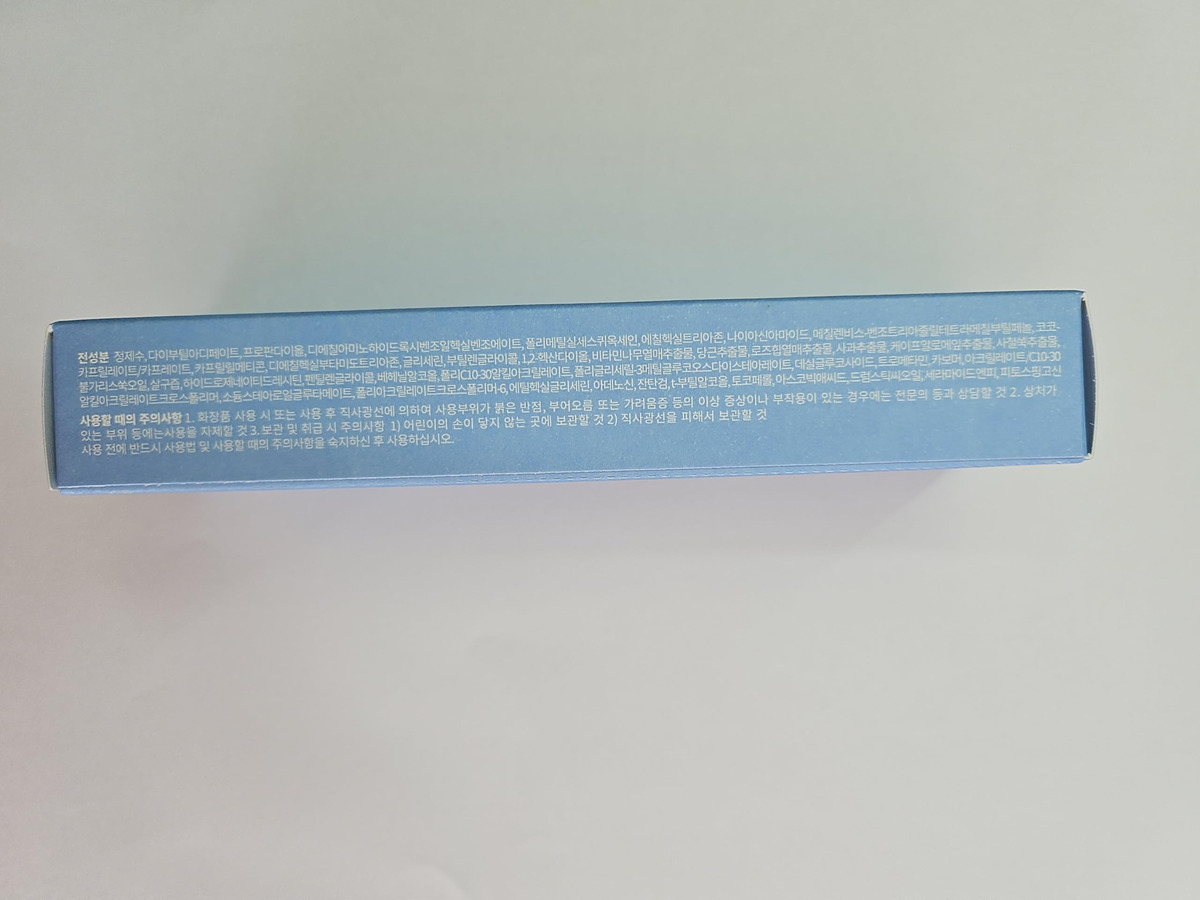 전성분 정제수, 다이부틸아디페이트, 프로판다이올, 디에칠아미노하이드록시벤조일헥실벤조에이트, 폴리메틸실세스퀴옥세인, 에칠헥실트리아존, 나이아신아마이드, 메칠렌비스-벤조트리아졸릴테트라메칠부틸페놀, 코코-
카프릴레이트/카프레이트, 카프릴릴메티콘, 디에칠헥실부타미도트리아존, 글리세린, 부틸렌글라이콜, 1,2-헥산다이올, 비타민나무열매추출물, 당근추출물, 로즈힙열매추출물, 사과추출물, 케이프알로에잎추출물, 사철쑥추출물,
불가리스쑥오일, 살구즙, 하이드로제네이티드레시틴, 펜틸렌글라이콜, 베헤닐알코올, 폴리C10-30알킬아크릴레이트, 폴리글리세릴-3메틸글루코오스다이스테아레이트, 데실글루코사이드, 트로메타민, 카보머, 아크릴레이트/C10-30
알킬아크릴레이트크로스폴리머, 소듐스테아로일글루타메이트, 폴리아크릴레이트크로스폴리머-6, 에틸헥실글리세린, 아데노신, 잔탄검, t-부틸알코올, 토코페롤, 아스코빅애씨드, 드럼스틱씨오일, 세라마이드엔피, 피토스핑고신
사용할 때의 주의사항 1. 화장품 사용 시 또는 사용 후 직사광선에 의하여 사용부위가 붉은 반점, 부어오름 또는 가려움증 등의 이상 증상이나 부작용이 있는 경우에는 전문의 등과 상담할 것 2. 상처가
있는 부위 등에는사용을 자제할 것 3. 보관 및 취급 시 주의사항 1) 어린이의 손이 닿지 않는 곳에 보관할 것 2) 직사광선을 피해서 보관할 것
사용 전에 반드시 사용법 및 사용할 때의 주의사항을 숙지하신 후 사용하십시오.